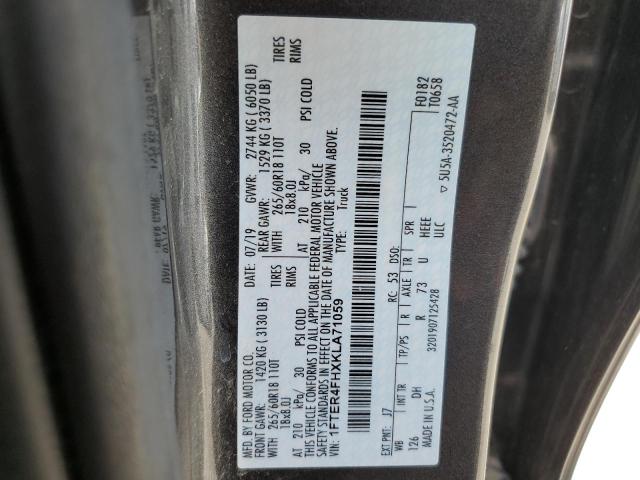 MFD. BY FORD MOTOR CO. DATE: 07/19 GVWR: 2744 KG ( 6050 LB)
FRONT GAWR: 1420 KG ( 3130 LB) REAR GAWR: 1529 KG ( 3370 LB)
WITH 265/60R18 110T TIRES WITH 265/60R18 110T TIRES
18x8.0J RIMS 18x8.0J RIMS
AT 210 kPa/ 30 PSI COLD AT 210 kPa/ 30 PSI COLD
THIS VEHICLE CONFORMS TO ALL APPLICABLE FEDERAL MOTOR VEHICLE
SAFETY STANDARDS IN EFFECT ON THE DATE OF MANUFACTURE SHOWN ABOVE.
VIN: 1FTER4FHXKLA71059 TYPE: Truck
F0182
T0658
EXT PNT: J7 RC: 53 DSO:
WB INT TR TP/PS R AXLE TR SPR
126 DH R 73 U HEEE
ULC
MADE IN U.S.A. 3201907125428
5U5A-3520472-AA